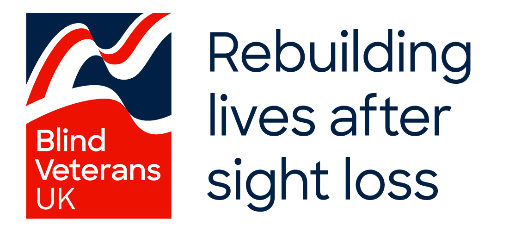 Blind
Veterans
UK
Rebuilding
lives after
sight loss